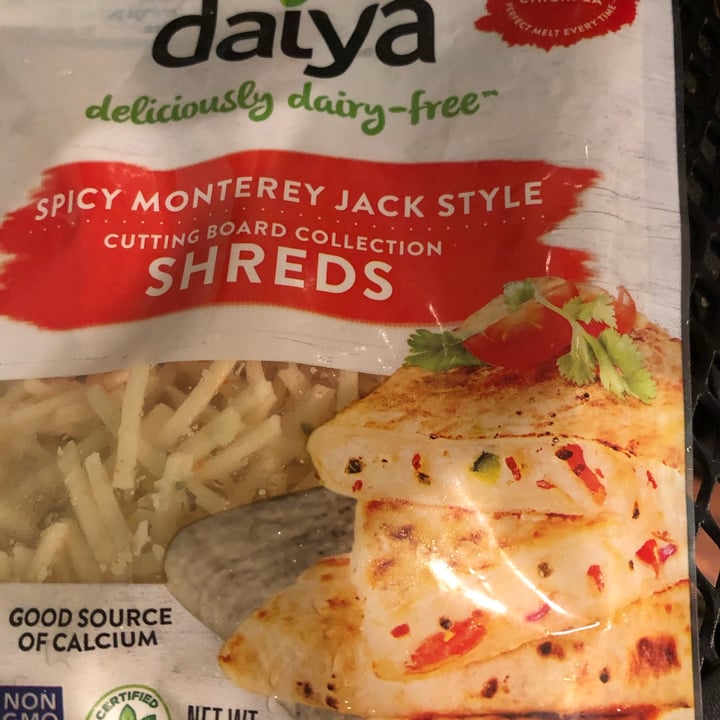 daiya
PERFECT MELT EVERY TIME
deliciously dairy-free™
SPICY MONTEREY JACK STYLE
CUTTING BOARD COLLECTION
SHREDS
GOOD SOURCE
OF CALCIUM
NON
GMO
CERTIFIED
NET WT